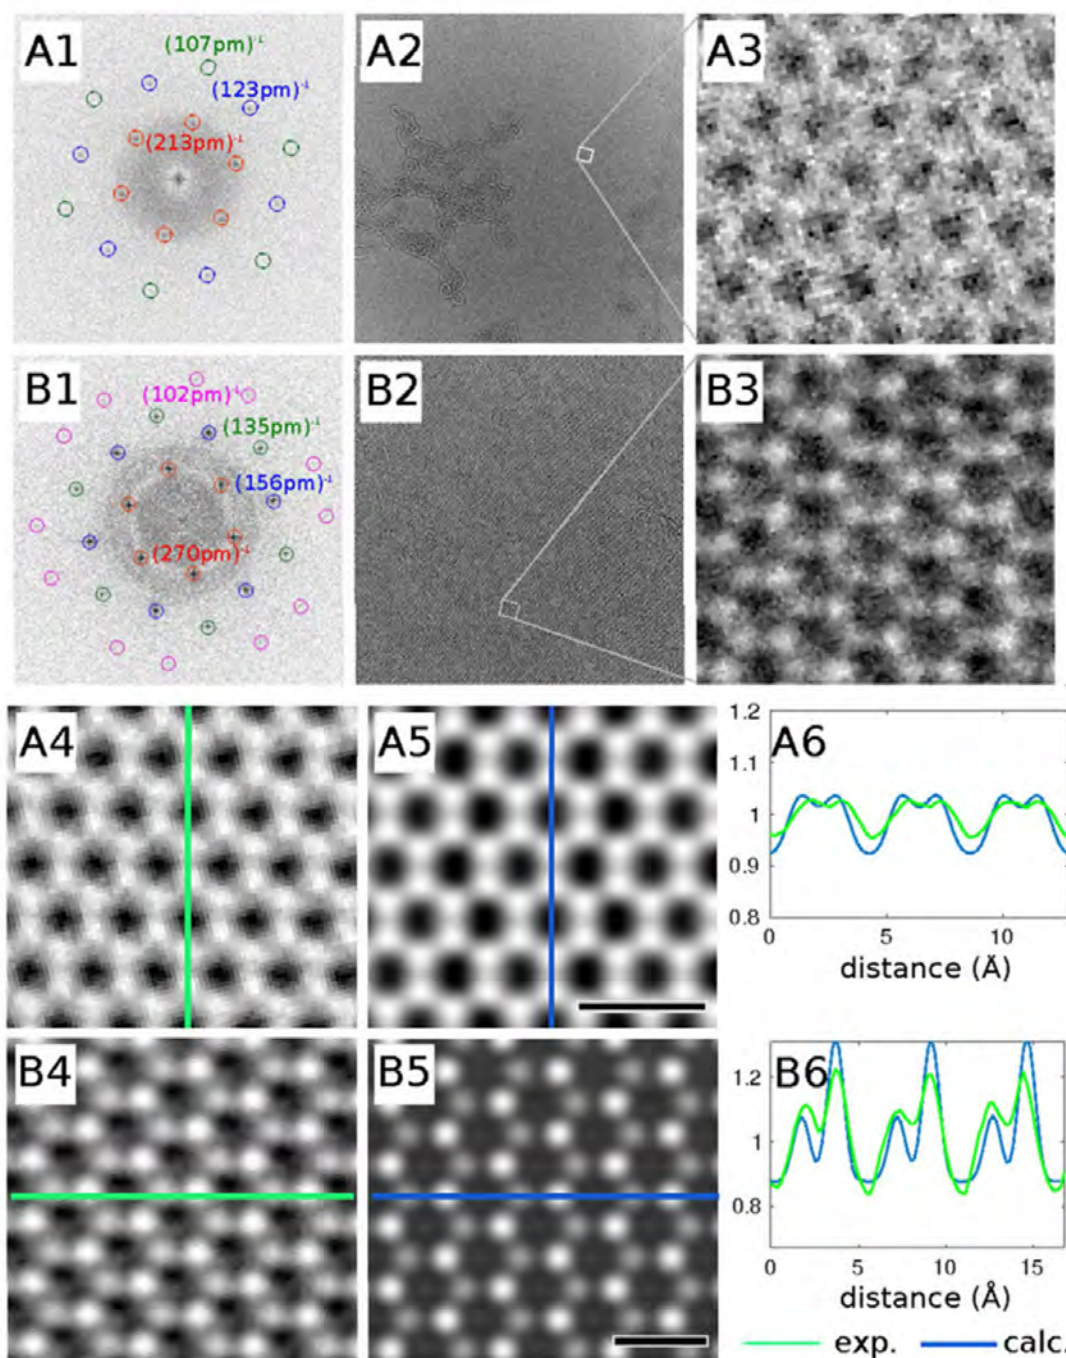 A1
(107pm)⁻¹
(123pm)⁻¹
(213pm)⁻¹
A2
A3
B1
(102pm)⁻¹
(135pm)⁻¹
(156pm)⁻¹
(270pm)⁻¹
B2
B3
A4
A5
A6
1.2
1.1
1
0.9
0.8
0 5 10
distance (Å)
B4
B5
B6
1.2
1
0.8
0 5 10 15
distance (Å)
exp. calc.